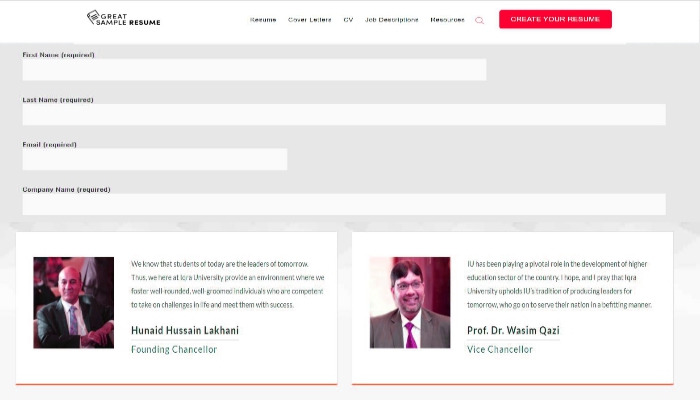 GREAT
SAMPLE RESUME
Resume Cover Letters CV Job Descriptions Resources CREATE YOUR RESUME
First Name (required)
Last Name (required)
Email (required)
Company Name (required)
We know that students of today are the leaders of tomorrow.
Thus, we here at Iqra University provide an environment where we
foster well-rounded, well-groomed individuals who are competent
to take on challenges in life and meet them with success.
Hunaid Hussain Lakhani
Founding Chancellor
IU has been playing a pivotal role in the development of higher
education sector of the country. I hope, and I pray that Iqra
University upholds IU's tradition of producing leaders for
tomorrow, who go on to serve their nation in a befitting manner.
Prof. Dr. Wasim Qazi
Vice Chancellor